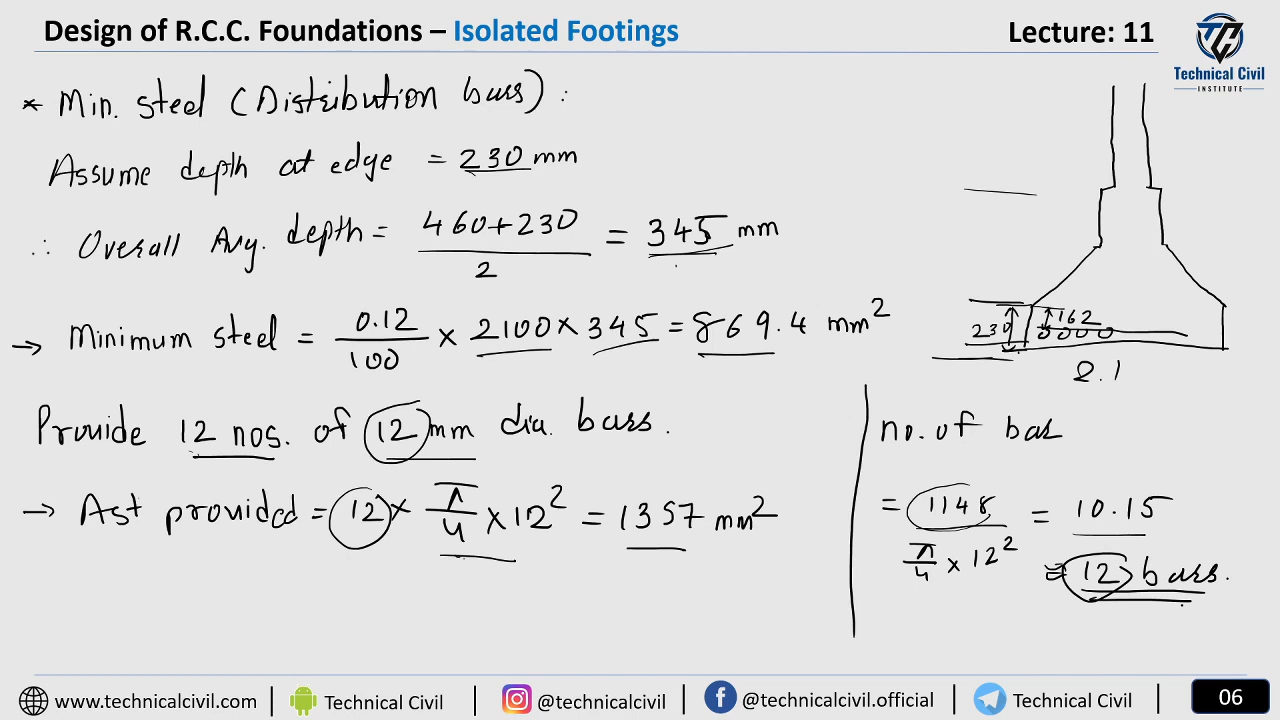 Design of R.C.C. Foundations – Isolated Footings
Lecture: 11
Technical Civil
INSTITUTE
* Min. steel (Distribution bars) :
Assume depth at edge = 230 mm
∴ Overall Avg. depth = 460+230 / 2 = 345 mm
→ Minimum steel = 0.12 / 100 × 2100 × 345 = 869.4 mm²
Provide 12 nos. of 12 mm dia. bars.
→ Ast provided = 12 × π/4 × 12² = 1357 mm²
230
162
2.1
no. of bar
= 1148 / π/4 × 12² = 10.15
≅ 12 bars.
www.technicalcivil.com | Technical Civil | @technicalcivil | @technicalcivil.official | Technical Civil | 06